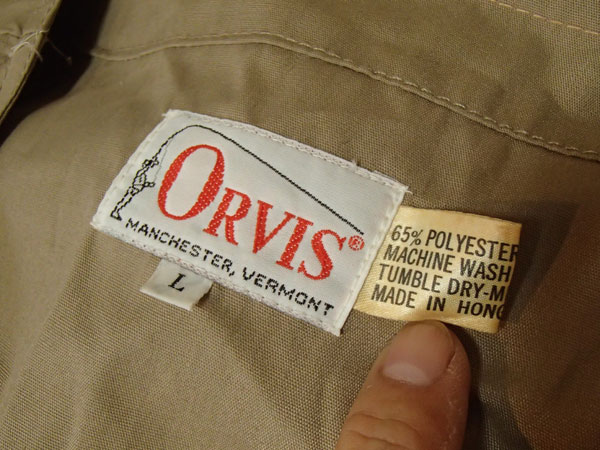 ORVIS®
MANCHESTER, VERMONT
L
65% POLYESTER
MACHINE WASH
TUMBLE DRY-M
MADE IN HONG